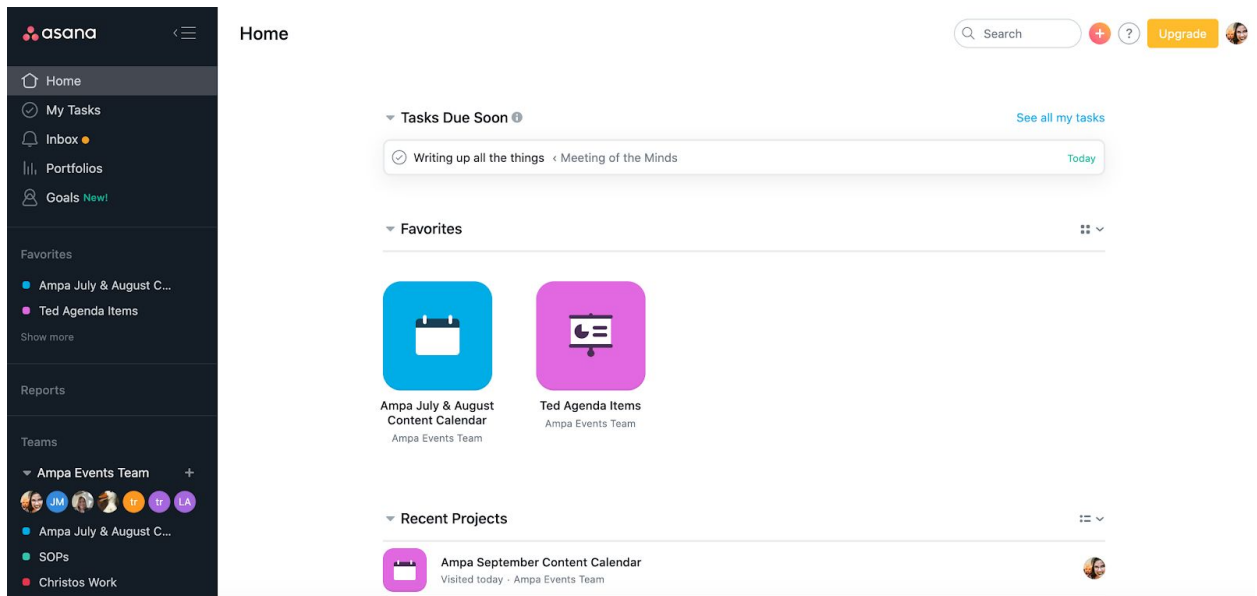 asana
Home
My Tasks
Inbox
Portfolios
Goals New!
Favorites
Ampa July & August C...
Ted Agenda Items
Show more
Reports
Teams
Ampa Events Team +
JM tr tr LA
Ampa July & August C...
SOPs
Christos Work
Home
Search + ? Upgrade
Tasks Due Soon See all my tasks
Writing up all the things ‹ Meeting of the Minds Today
Favorites
Ampa July & August
Content Calendar
Ampa Events Team
Ted Agenda Items
Ampa Events Team
Recent Projects
Ampa September Content Calendar
Visited today · Ampa Events Team